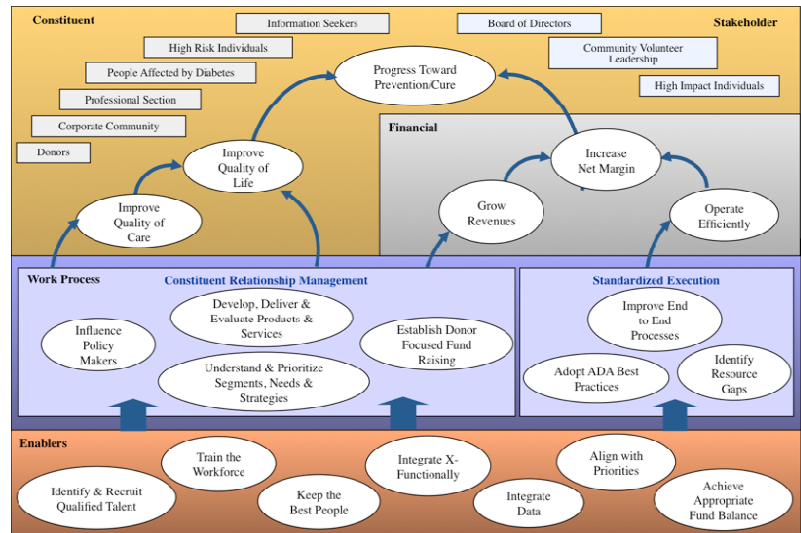 Constituent
Information Seekers
Board of Directors
Stakeholder
High Risk Individuals
Community Volunteer
Leadership
People Affected by Diabetes
Progress Toward
Prevention/Cure
High Impact Individuals
Professional Section
Corporate Community
Donors
Financial
Improve
Quality of
Life
Increase
Net Margin
Improve
Quality of
Care
Grow
Revenues
Operate
Efficiently
Work Process
Constituent Relationship Management
Standardized Execution
Develop, Deliver &
Evaluate Products &
Services
Improve End
to End
Processes
Influence
Policy
Makers
Establish Donor
Focused Fund
Raising
Understand & Prioritize
Segments, Needs &
Strategies
Adopt ADA Best
Practices
Identify
Resource
Gaps
Enablers
Train the
Workforce
Integrate X-
Functionally
Align with
Priorities
Identify & Recruit
Qualified Talent
Keep the
Best People
Integrate
Data
Achieve
Appropriate
Fund Balance